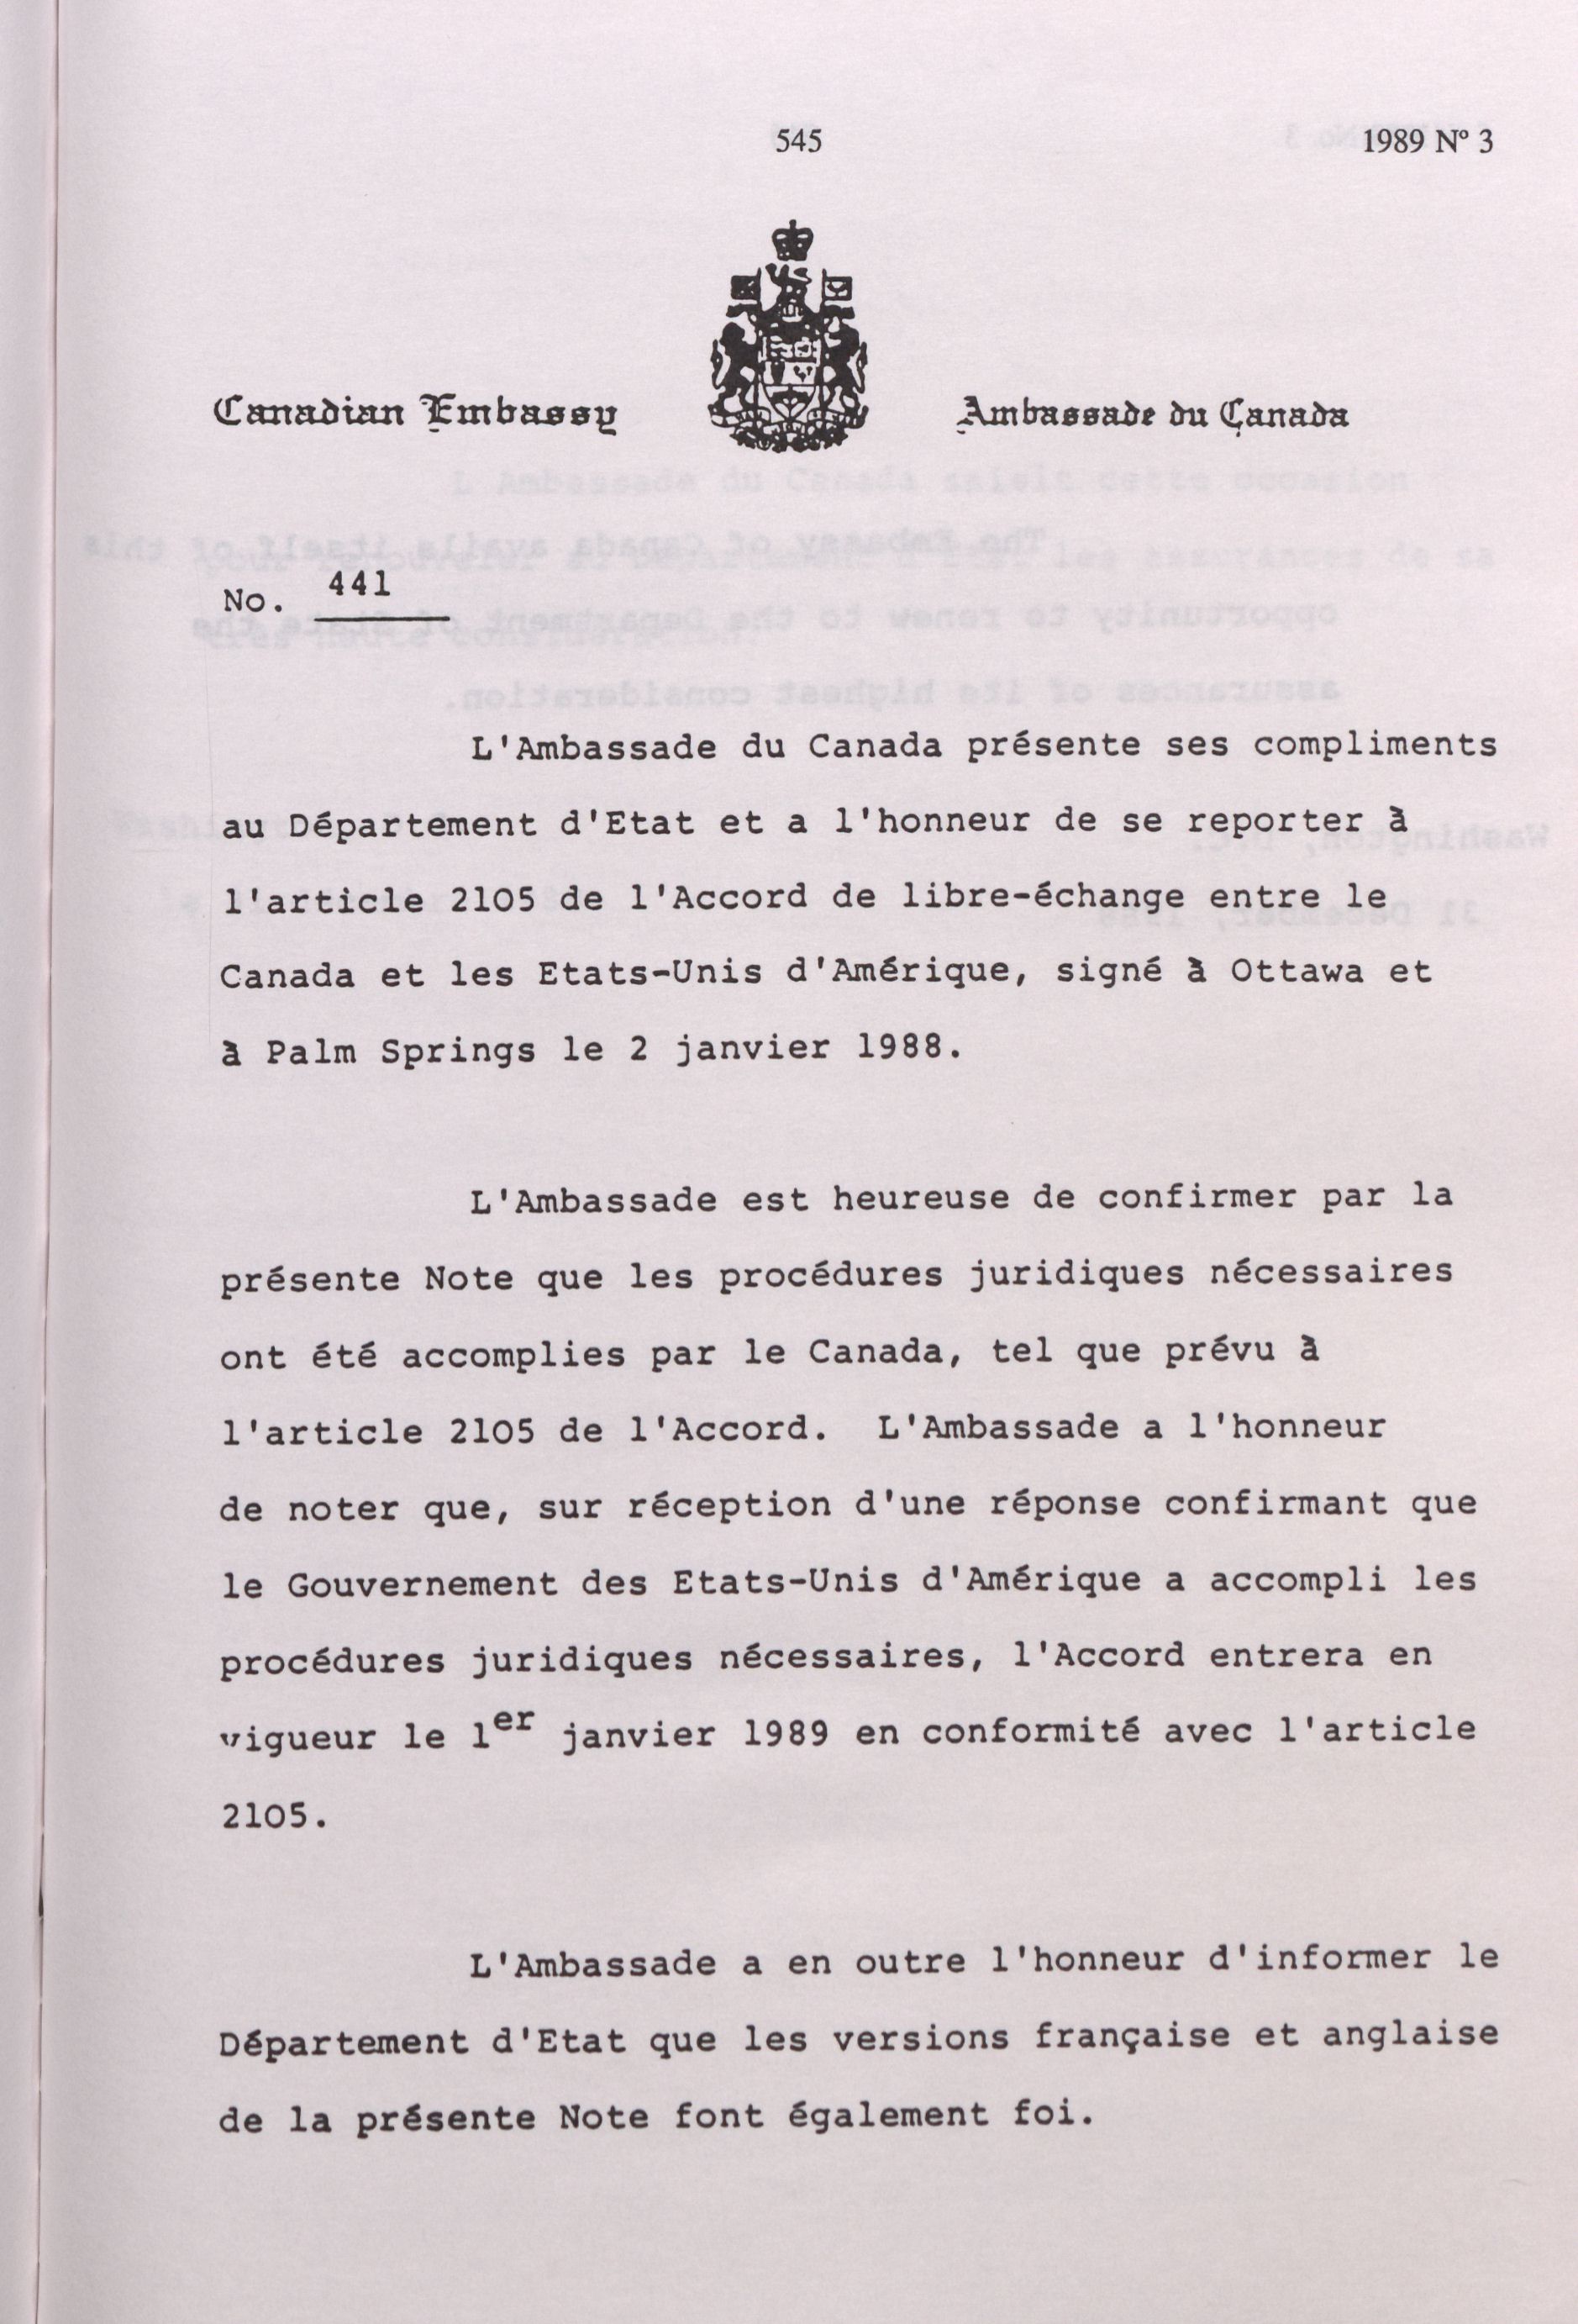 545
1989 Nº 3
Canadian Embassy
Ambassade du Canada
No. 441
L'Ambassade du Canada présente ses compliments
au Département d'Etat et a l'honneur de se reporter à
l'article 2105 de l'Accord de libre-échange entre le
Canada et les Etats-Unis d'Amérique, signé à Ottawa et
à Palm Springs le 2 janvier 1988.
L'Ambassade est heureuse de confirmer par la
présente Note que les procédures juridiques nécessaires
ont été accomplies par le Canada, tel que prévu à
l'article 2105 de l'Accord. L'Ambassade a l'honneur
de noter que, sur réception d'une réponse confirmant que
le Gouvernement des Etats-Unis d'Amérique a accompli les
procédures juridiques nécessaires, l'Accord entrera en
vigueur le 1er janvier 1989 en conformité avec l'article
2105.
L'Ambassade a en outre l'honneur d'informer le
Département d'Etat que les versions française et anglaise
de la présente Note font également foi.